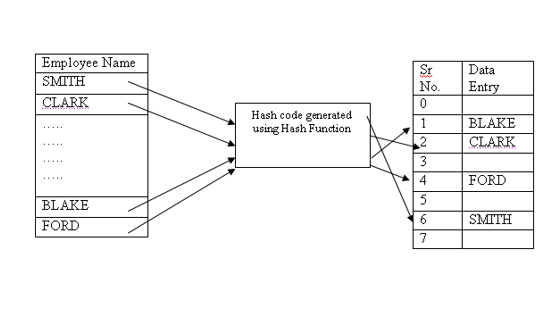 Employee Name
SMITH
CLARK
.....
.....
.....
.....
BLAKE
FORD
Hash code generated
using Hash Function
Sr No. Data Entry
0
1 BLAKE
2 CLARK
3
4 FORD
5
6 SMITH
7